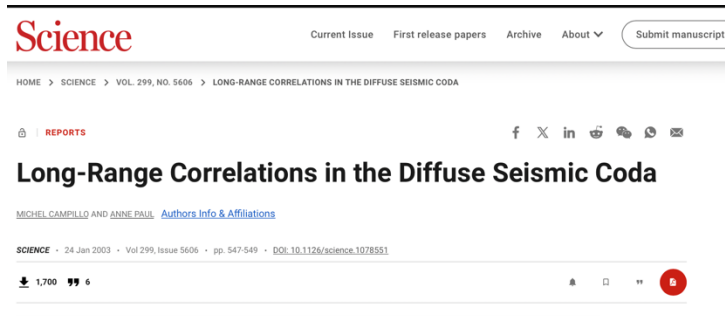 Science
Current Issue First release papers Archive About Submit manuscript
HOME > SCIENCE > VOL. 299, NO. 5606 > LONG-RANGE CORRELATIONS IN THE DIFFUSE SEISMIC CODA
REPORTS
Long-Range Correlations in the Diffuse Seismic Coda
MICHEL CAMPILLO AND ANNE PAUL Authors Info & Affiliations
SCIENCE • 24 Jan 2003 • Vol 299, Issue 5606 • pp. 547-549 • DOI: 10.1126/science.1078551
1,700 6